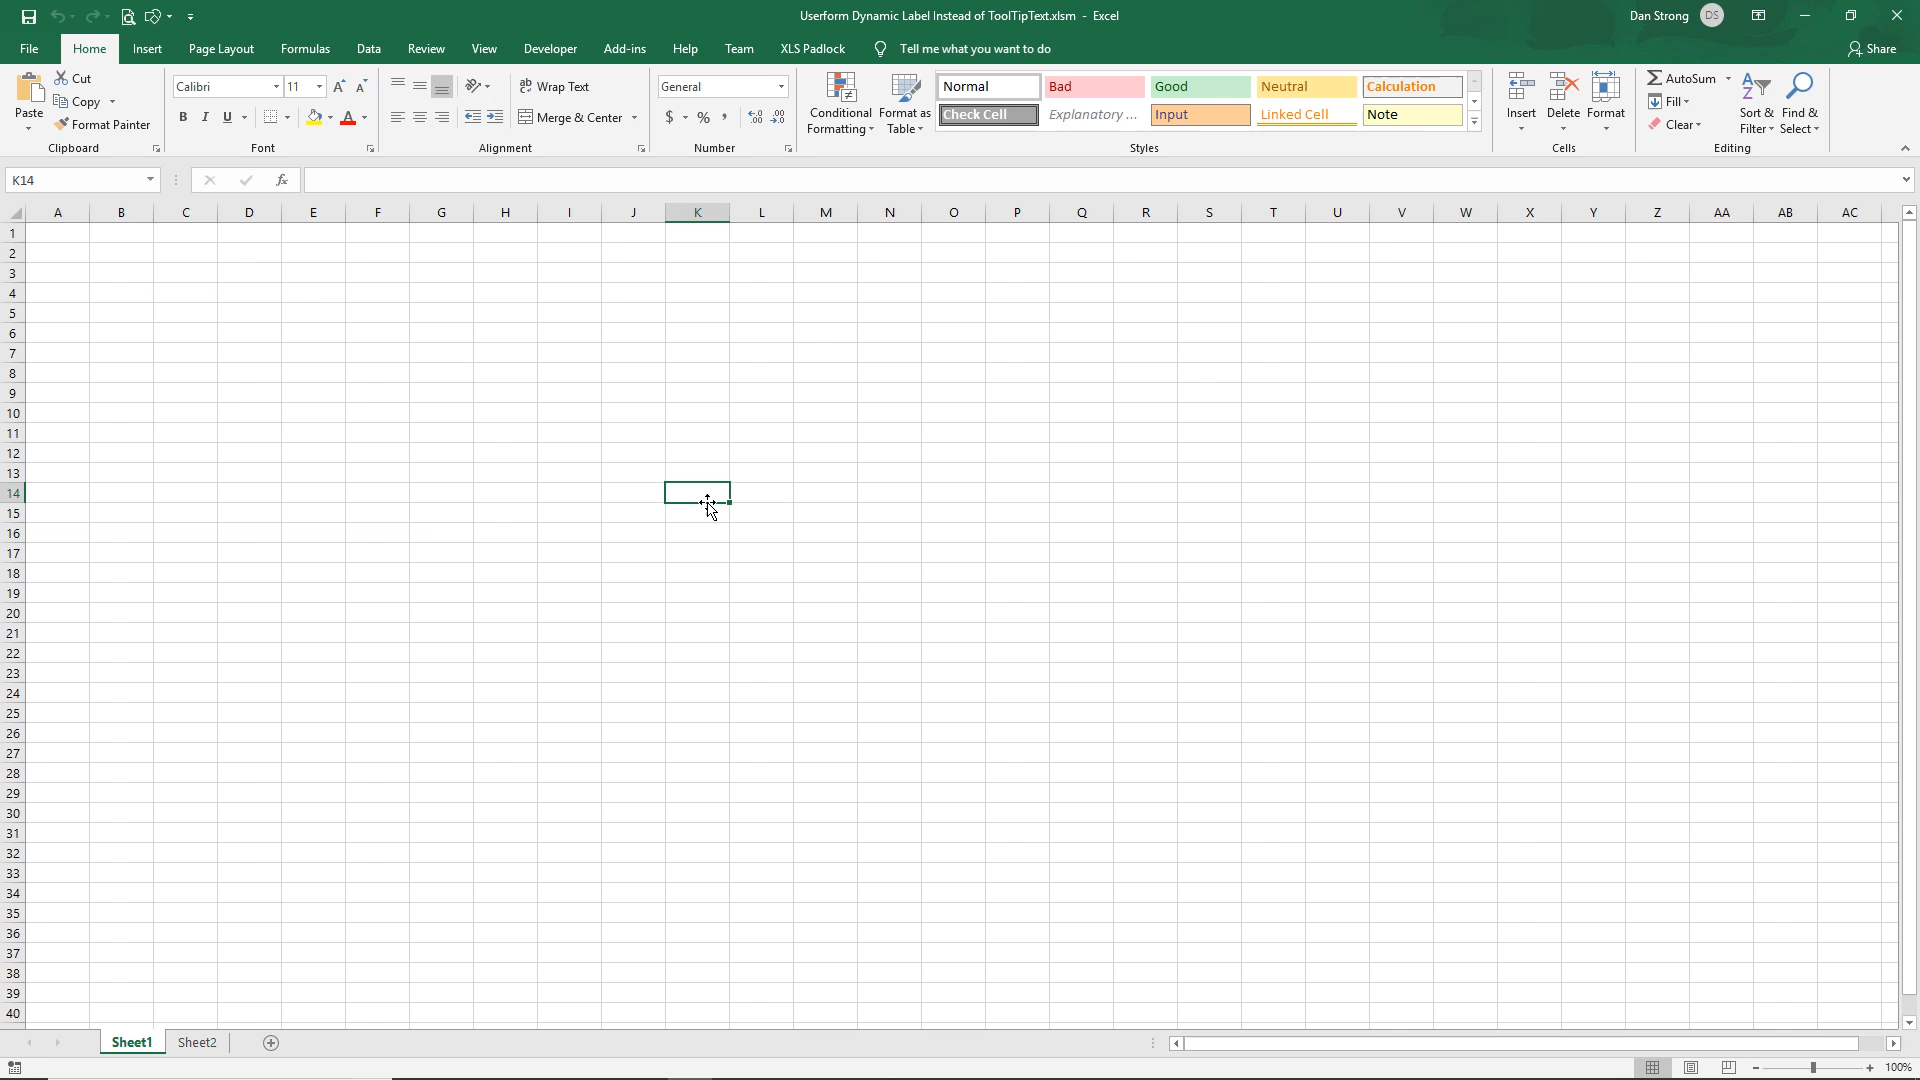 Userform Dynamic Label Instead of ToolTipText.xlsm - Excel
Dan Strong DS
File Home Insert Page Layout Formulas Data Review View Developer Add-ins Help Team XLS Padlock Tell me what you want to do Share
Paste
Cut
Copy
Format Painter
Clipboard
Calibri 11
B I U
Font
Wrap Text
Merge & Center
Alignment
General
$ % ,
Number
Conditional Formatting
Format as Table
Normal Bad Good Neutral Calculation
Check Cell Explanatory ... Input Linked Cell Note
Styles
Insert Delete Format
Cells
AutoSum
Fill
Clear
Sort & Filter
Find & Select
Editing
K14 fx
A B C D E F G H I J K L M N O P Q R S T U V W X Y Z AA AB AC
1
2
3
4
5
6
7
8
9
10
11
12
13
14
15
16
17
18
19
20
21
22
23
24
25
26
27
28
29
30
31
32
33
34
35
36
37
38
39
40
Sheet1 Sheet2
100%